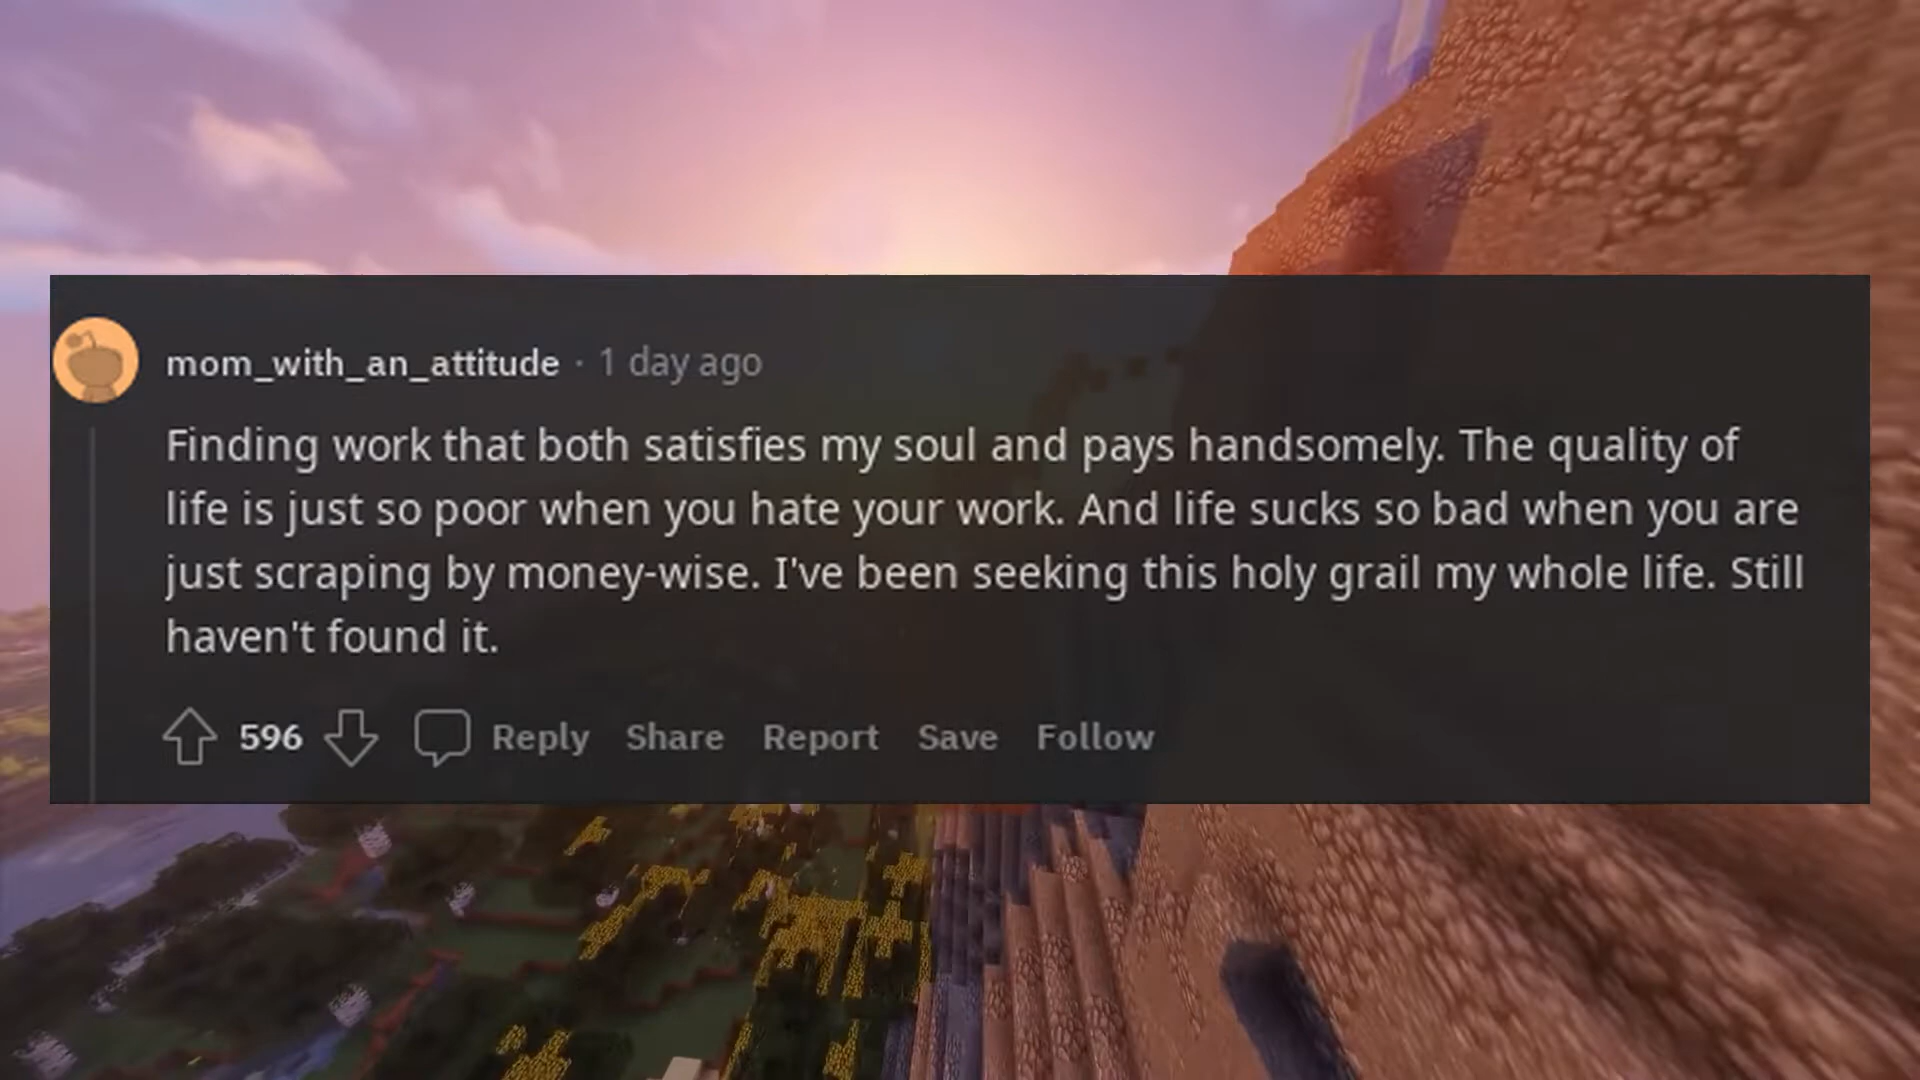 mom_with_an_attitude · 1 day ago
Finding work that both satisfies my soul and pays handsomely. The quality of
life is just so poor when you hate your work. And life sucks so bad when you are
just scraping by money-wise. I've been seeking this holy grail my whole life. Still
haven't found it.
596 Reply Share Report Save Follow